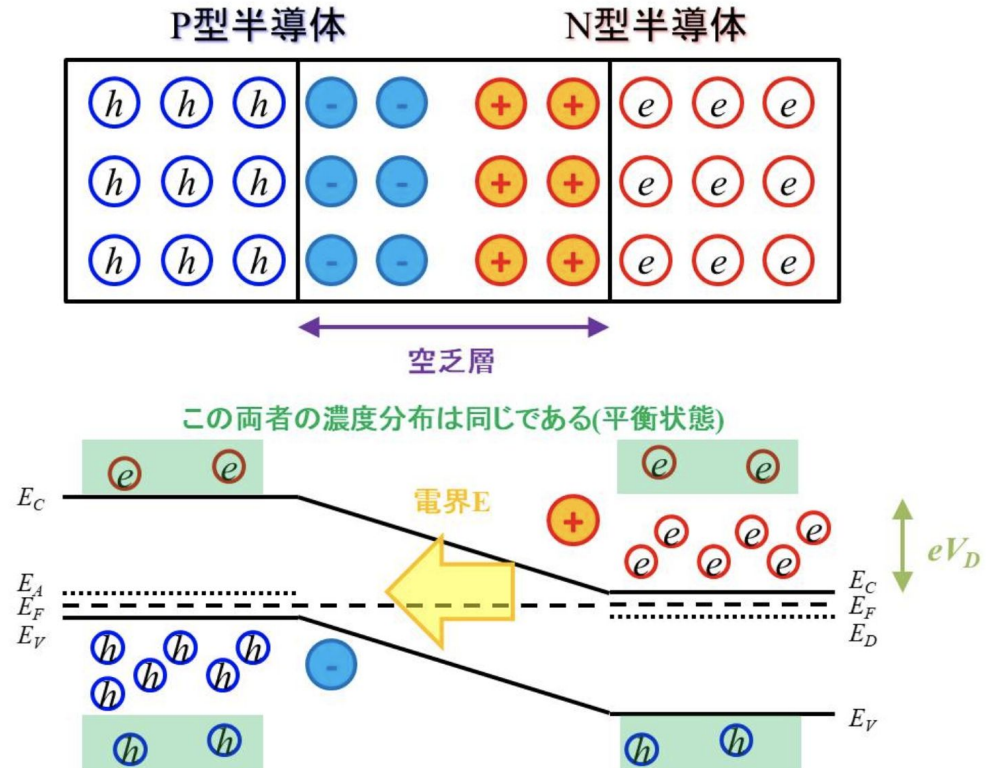 P型半導体 N型半導体
h h h - - + + e e e
h h h - - + + e e e
h h h - - + + e e e
空乏層
この両者の濃度分布は同じである(平衡状態)
e e e e
E_C
電界E
+
e e e
e e e e
eV_D
E_A
E_F
E_V
E_C
E_F
E_D
h h h
h h
h
-
E_V
h h h h